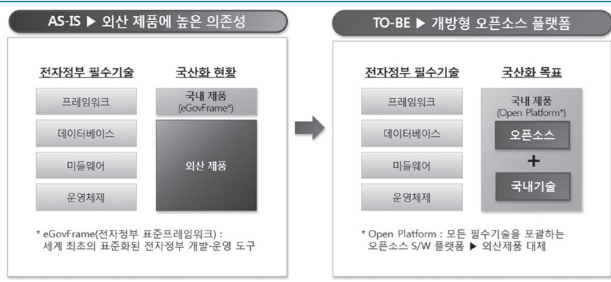 AS-IS ▶ 외산 제품에 높은 의존성
전자정부 필수기술
국산화 현황
프레임워크
데이터베이스
미들웨어
운영체제
국내 제품
(eGovFrame*)
외산 제품
* eGovFrame(전자정부 표준프레임워크) :
세계 최초의 표준화된 전자정부 개발·운영 도구
TO-BE ▶ 개방형 오픈소스 플랫폼
전자정부 필수기술
국산화 목표
프레임워크
데이터베이스
미들웨어
운영체제
국내 제품
(Open Platform*)
오픈소스
+
국내기술
* Open Platform : 모든 필수기술을 포괄하는
오픈소스 S/W 플랫폼 ▶ 외산제품 대체